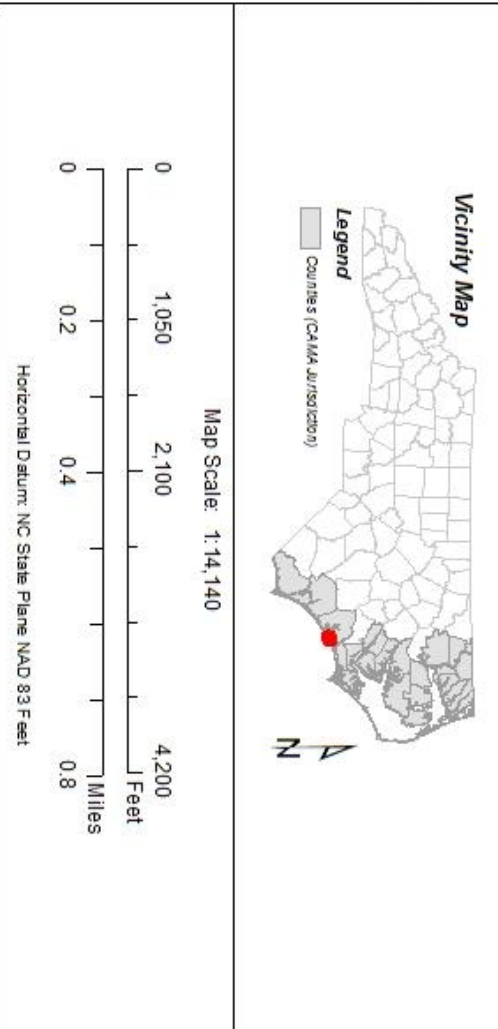 Vicinity Map
Legend
Counties (CAMA Jurisdiction)
N
Map Scale: 1:14,140
0 1,050 2,100 4,200
Feet
Miles
0 0.2 0.4 0.8
Horizontal Datum: NC State Plane NAD 83 Feet